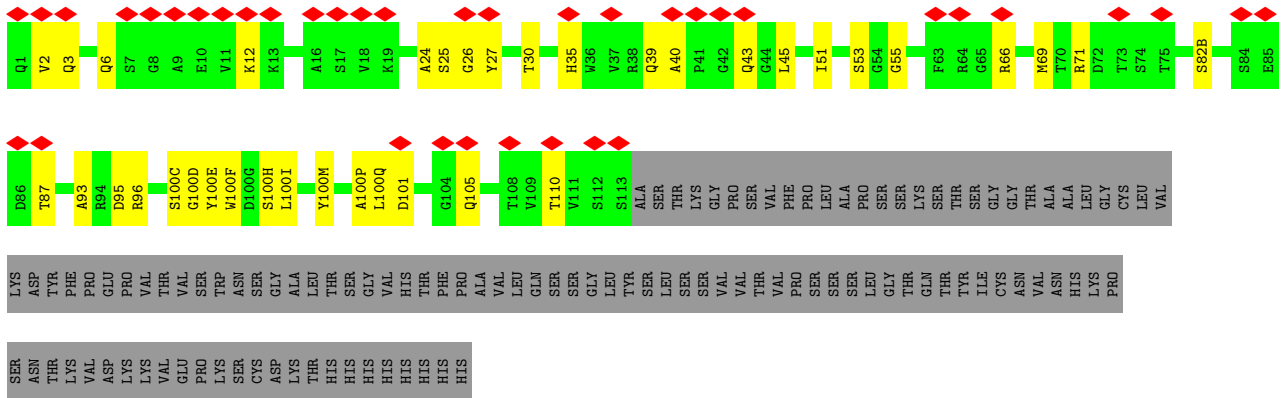 Q1 V2 Q3 Q6 S7 G8 A9 E10 V11 K12 K13 A16 S17 V18 K19 A24 S25 G26 Y27 T30 H35 W36 V37 R38 Q39 A40 P41 G42 Q43 G44 L45 I51 S53 G54 G55 F63 R64 G65 R66 M69 T70 R71 D72 T73 S74 T75 S82B S84 E85
D86 T87 A93 R94 D95 R96 S100C G100D Y100E W100F D100G S100H L100I Y100M A100P L100Q D101 G104 Q105 T108 V109 T110 V111 S112 S113 ALA SER THR LYS GLY PRO SER VAL PHE PRO LEU ALA PRO SER SER LYS SER THR SER GLY GLY THR ALA ALA LEU GLY CYS LEU VAL
LYS ASP TYR PHE PRO GLU PRO VAL THR VAL SER TRP ASN SER GLY ALA LEU THR SER GLY VAL HIS THR PHE PRO ALA VAL LEU GLN SER SER GLY LEU TYR SER LEU SER SER VAL VAL THR VAL PRO SER SER SER LEU GLY THR GLN THR TYR ILE CYS ASN VAL ASN HIS LYS PRO
SER ASN THR LYS VAL ASP LYS LYS VAL GLU PRO LYS SER CYS ASP LYS THR HIS HIS HIS HIS HIS HIS HIS HIS